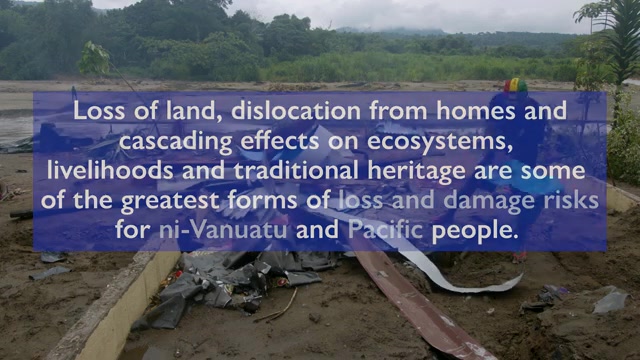 Loss of land, dislocation from homes and
cascading effects on ecosystems,
livelihoods and traditional heritage are some
of the greatest forms of loss and damage risks
for ni-Vanuatu and Pacific people.